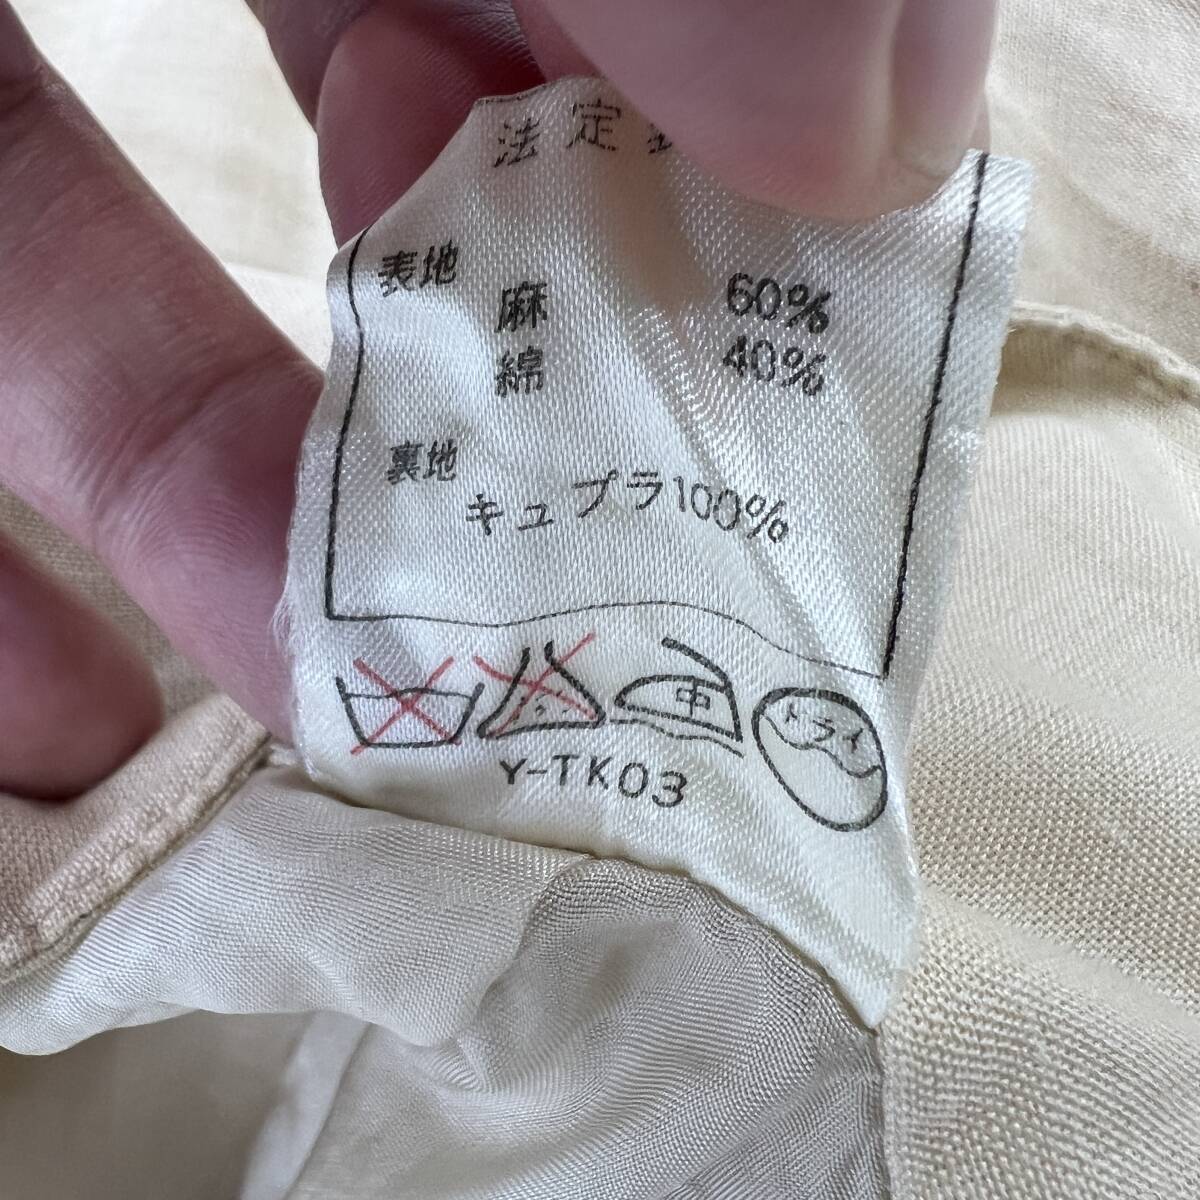 法定
表地
麻 60%
綿 40%
裏地
キュプラ100%
中 ドライ
Y-TK03